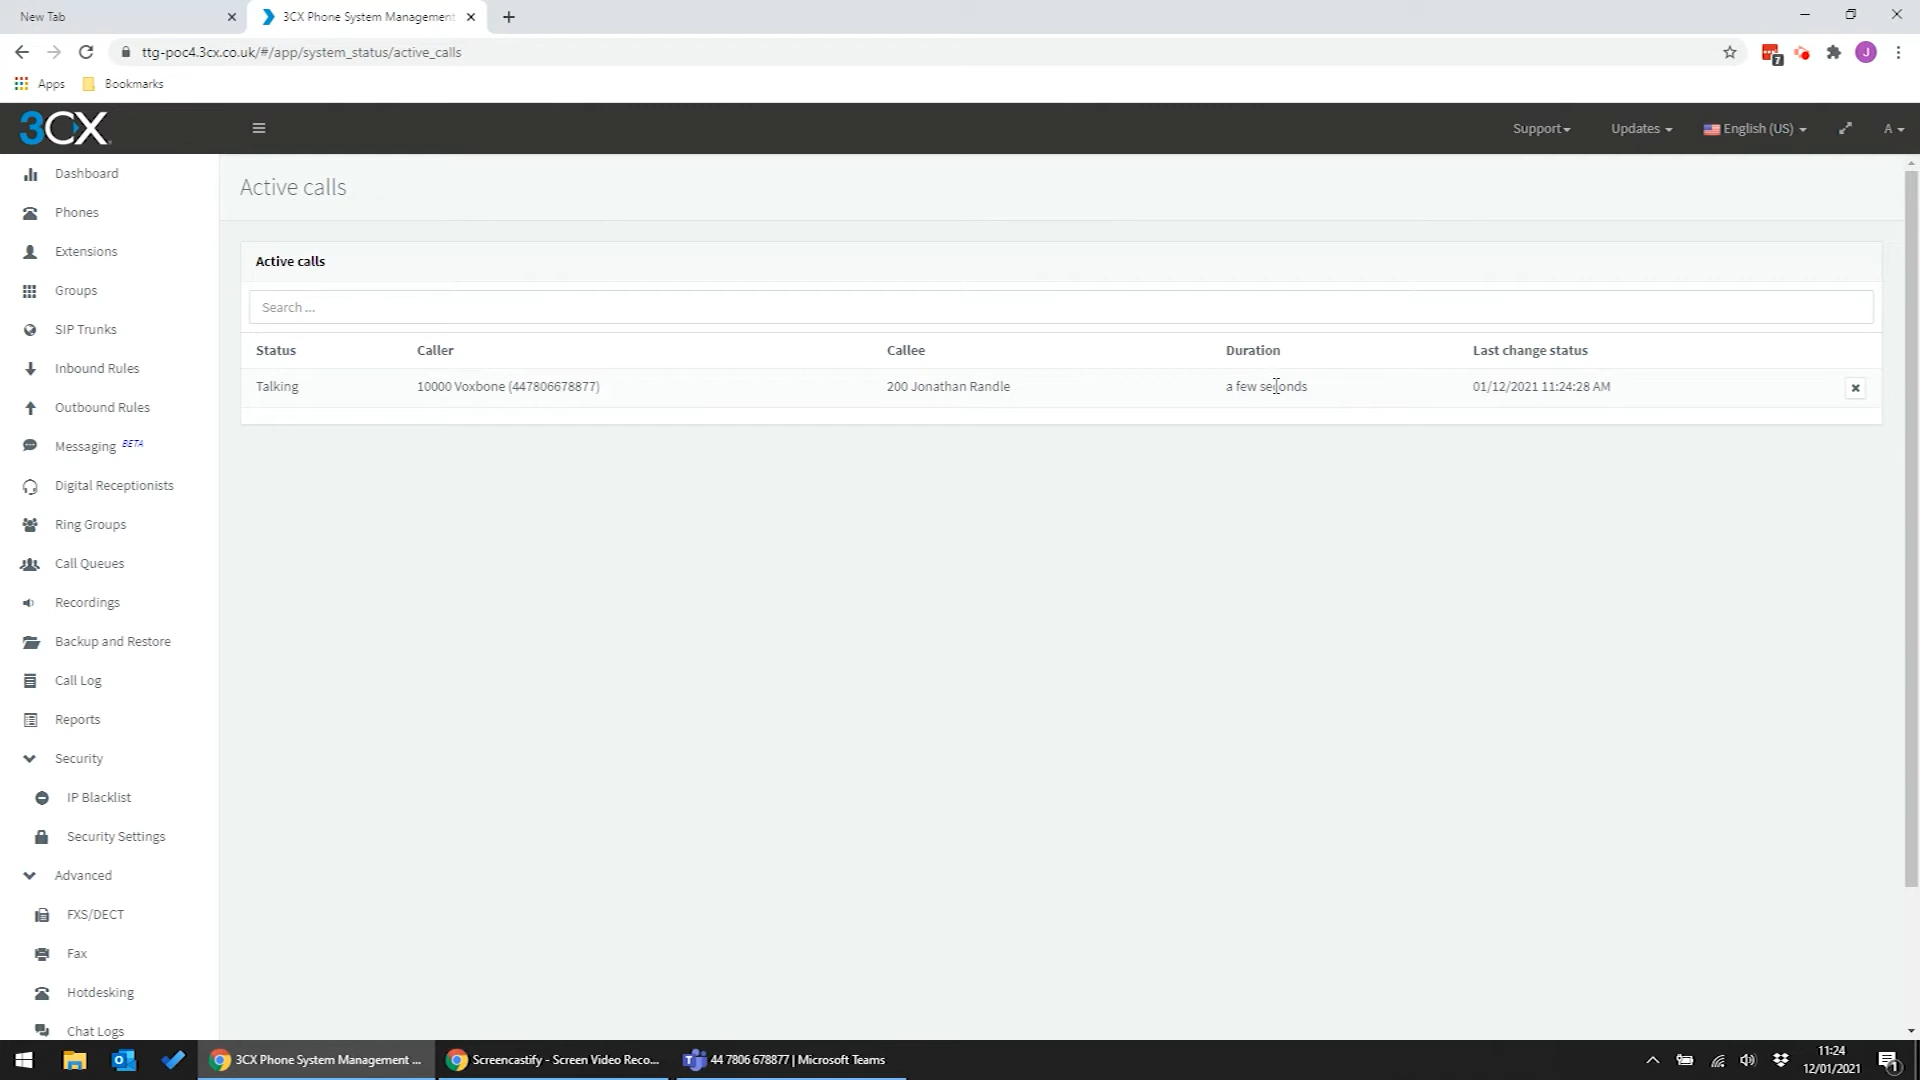 New Tab
3CX Phone System Management
ttg-poc4.3cx.co.uk/#/app/system_status/active_calls
7
J
Apps
Bookmarks
3CX
Support
Updates
English (US)
A
Dashboard
Phones
Extensions
Groups
SIP Trunks
Inbound Rules
Outbound Rules
Messaging BETA
Digital Receptionists
Ring Groups
Call Queues
Recordings
Backup and Restore
Call Log
Reports
Security
IP Blacklist
Security Settings
Advanced
FXS/DECT
Fax
Hotdesking
Chat Logs
Active calls
Active calls
Search ...
Status Caller Callee Duration Last change status
Talking 10000 Voxbone (447806678877) 200 Jonathan Randle a few seconds 01/12/2021 11:24:28 AM
3CX Phone System Management ...
Screencastify - Screen Video Reco...
44 7806 678877 | Microsoft Teams
11:24
12/01/2021
1